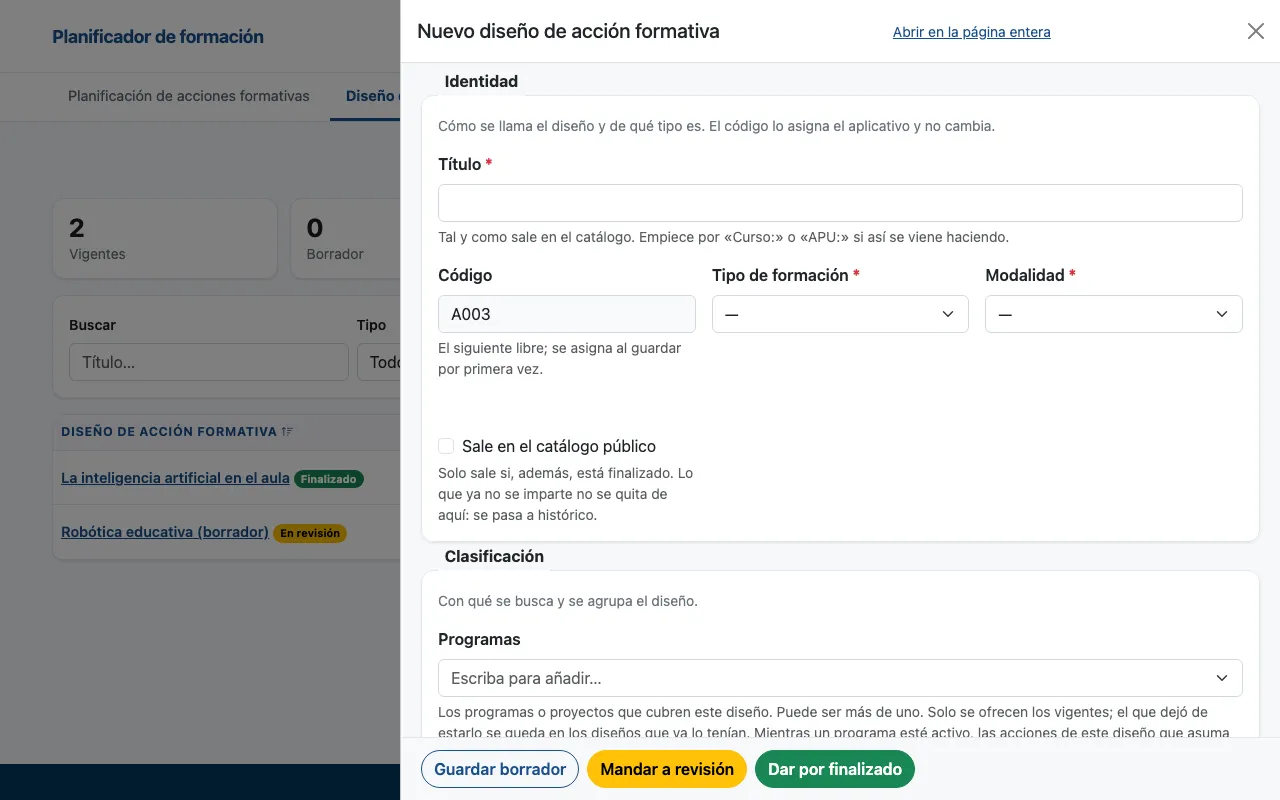 Planificador de formación
Planificación de acciones formativas
Diseño
2
Vigentes
0
Borrador
Buscar
Tipo
Título...
Todo
DISEÑO DE ACCIÓN FORMATIVA
La inteligencia artificial en el aula Finalizado
Robótica educativa (borrador) En revisión
Nuevo diseño de acción formativa
Abrir en la página entera
Identidad
Cómo se llama el diseño y de qué tipo es. El código lo asigna el aplicativo y no cambia.
Título *
Tal y como sale en el catálogo. Empiece por «Curso:» o «APU:» si así se viene haciendo.
Código
Tipo de formación *
Modalidad *
A003
—
—
El siguiente libre; se asigna al guardar
por primera vez.
Sale en el catálogo público
Solo sale si, además, está finalizado. Lo
que ya no se imparte no se quita de
aquí: se pasa a histórico.
Clasificación
Con qué se busca y se agrupa el diseño.
Programas
Escriba para añadir...
Los programas o proyectos que cubren este diseño. Puede ser más de uno. Solo se ofrecen los vigentes; el que dejó de
estarlo se queda en los diseños que ya lo tenían. Mientras un programa esté activo, las acciones de este diseño que asuma
Guardar borrador
Mandar a revisión
Dar por finalizado